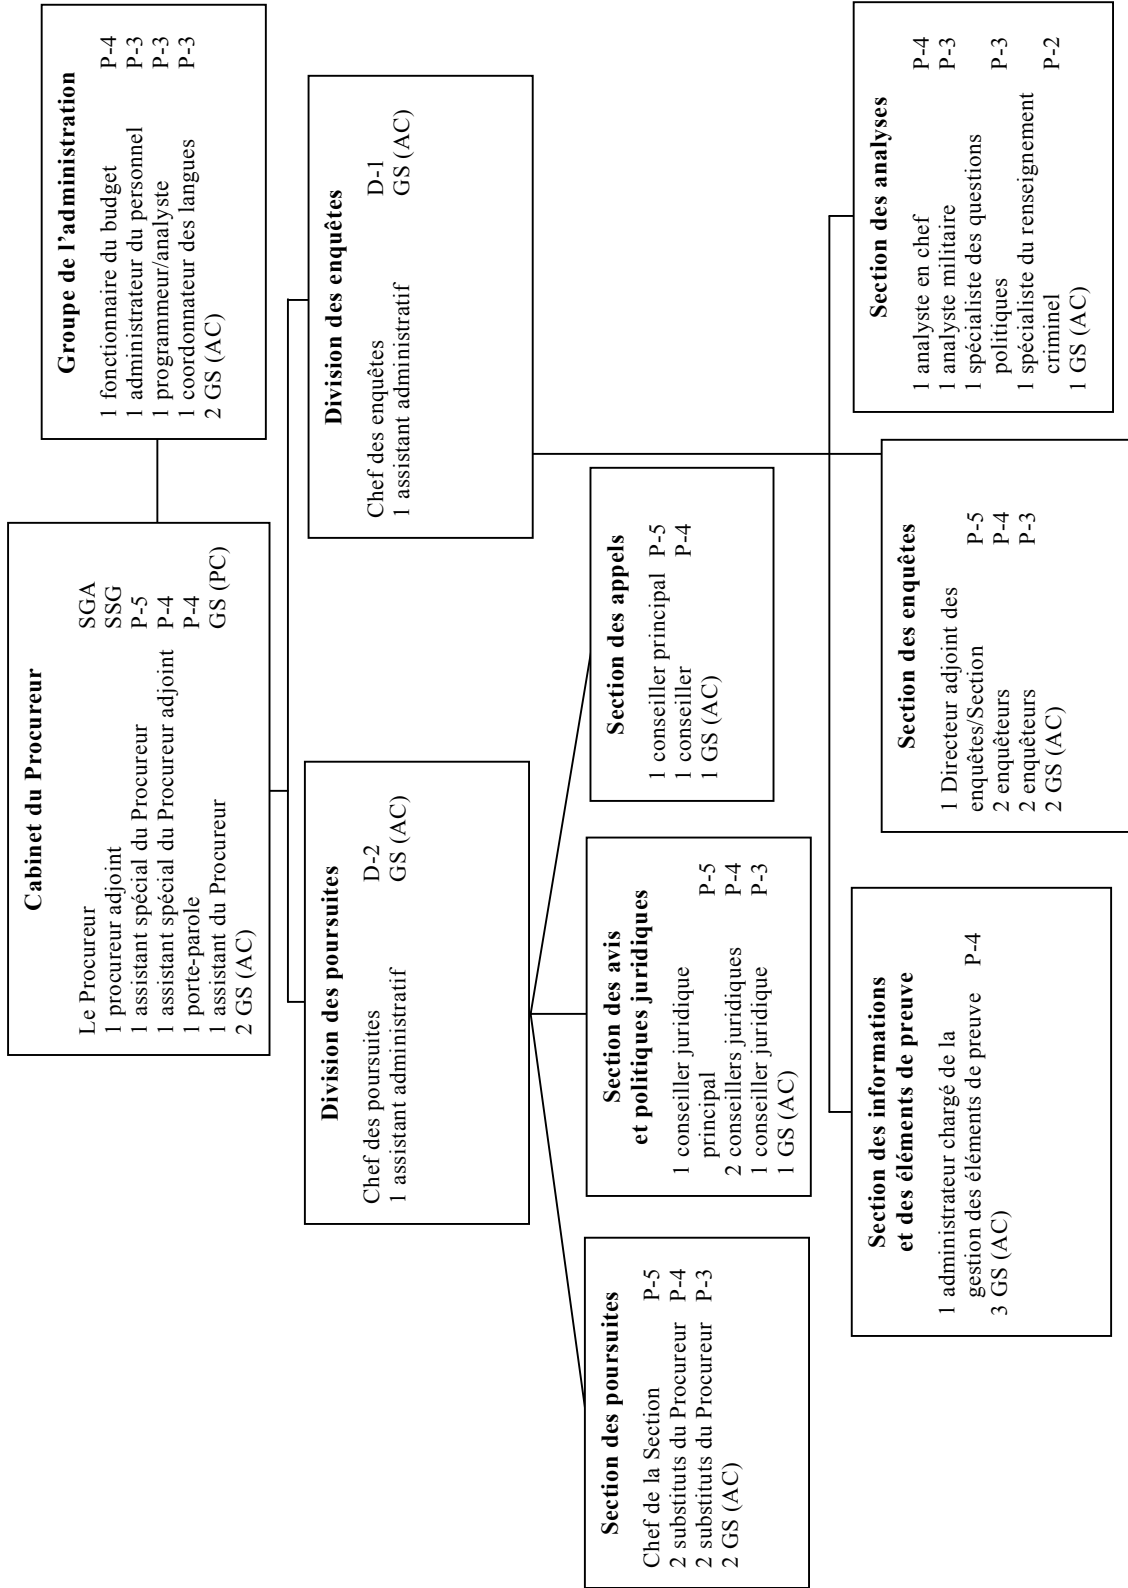 Cabinet du Procureur
Le Procureur SGA
1 procureur adjoint SSG
1 assistant spécial du Procureur P-5
1 assistant spécial du Procureur adjoint P-4
1 porte-parole P-4
1 assistant du Procureur GS (PC)
2 GS (AC)
Groupe de l'administration
1 fonctionnaire du budget P-4
1 administrateur du personnel P-3
1 programmeur/analyste P-3
1 coordonnateur des langues P-3
2 GS (AC)
Division des poursuites
Chef des poursuites D-2
1 assistant administratif GS (AC)
Division des enquêtes
Chef des enquêtes D-1
1 assistant administratif GS (AC)
Section des poursuites
Chef de la Section P-5
2 substituts du Procureur P-4
2 substituts du Procureur P-3
2 GS (AC)
Section des avis
et politiques juridiques
1 conseiller juridique
principal P-5
2 conseillers juridiques P-4
1 conseiller juridique P-3
1 GS (AC)
Section des appels
1 conseiller principal P-5
1 conseiller P-4
1 GS (AC)
Section des informations
et des éléments de preuve
1 administrateur chargé de la
gestion des éléments de preuve P-4
3 GS (AC)
Section des enquêtes
1 Directeur adjoint des
enquêtes/Section P-5
2 enquêteurs P-4
2 enquêteurs P-3
2 GS (AC)
Section des analyses
1 analyste en chef P-4
1 analyste militaire P-3
1 spécialiste des questions
politiques P-3
1 spécialiste du renseignement
criminel P-2
1 GS (AC)